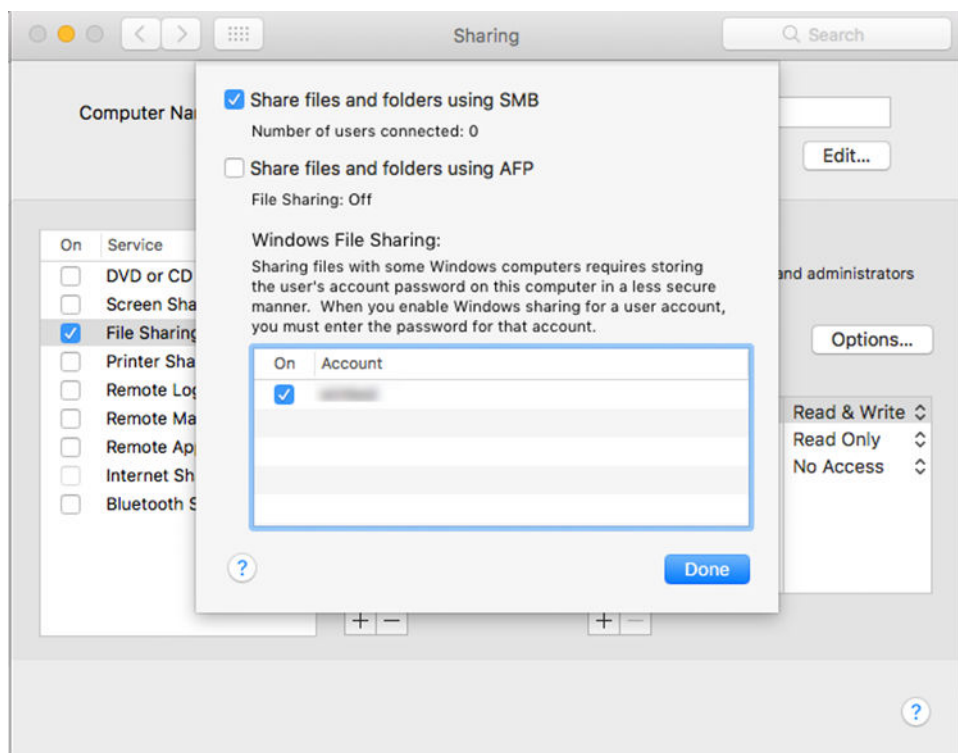 Sharing
Search
Share files and folders using SMB
Computer Na
Number of users connected: 0
Edit...
Share files and folders using AFP
File Sharing: Off
Windows File Sharing:
On Service
Sharing files with some Windows computers requires storing
the user's account password on this computer in a less secure
manner. When you enable Windows sharing for a user account,
you must enter the password for that account.
DVD or CD
and administrators
Screen Sha
File Sharing
Options...
Printer Sha
On Account
Remote Log
Remote Ma
Read & Write
Remote Ap
Read Only
Internet Sh
No Access
Bluetooth S
?
Done
+ −
+ −
?